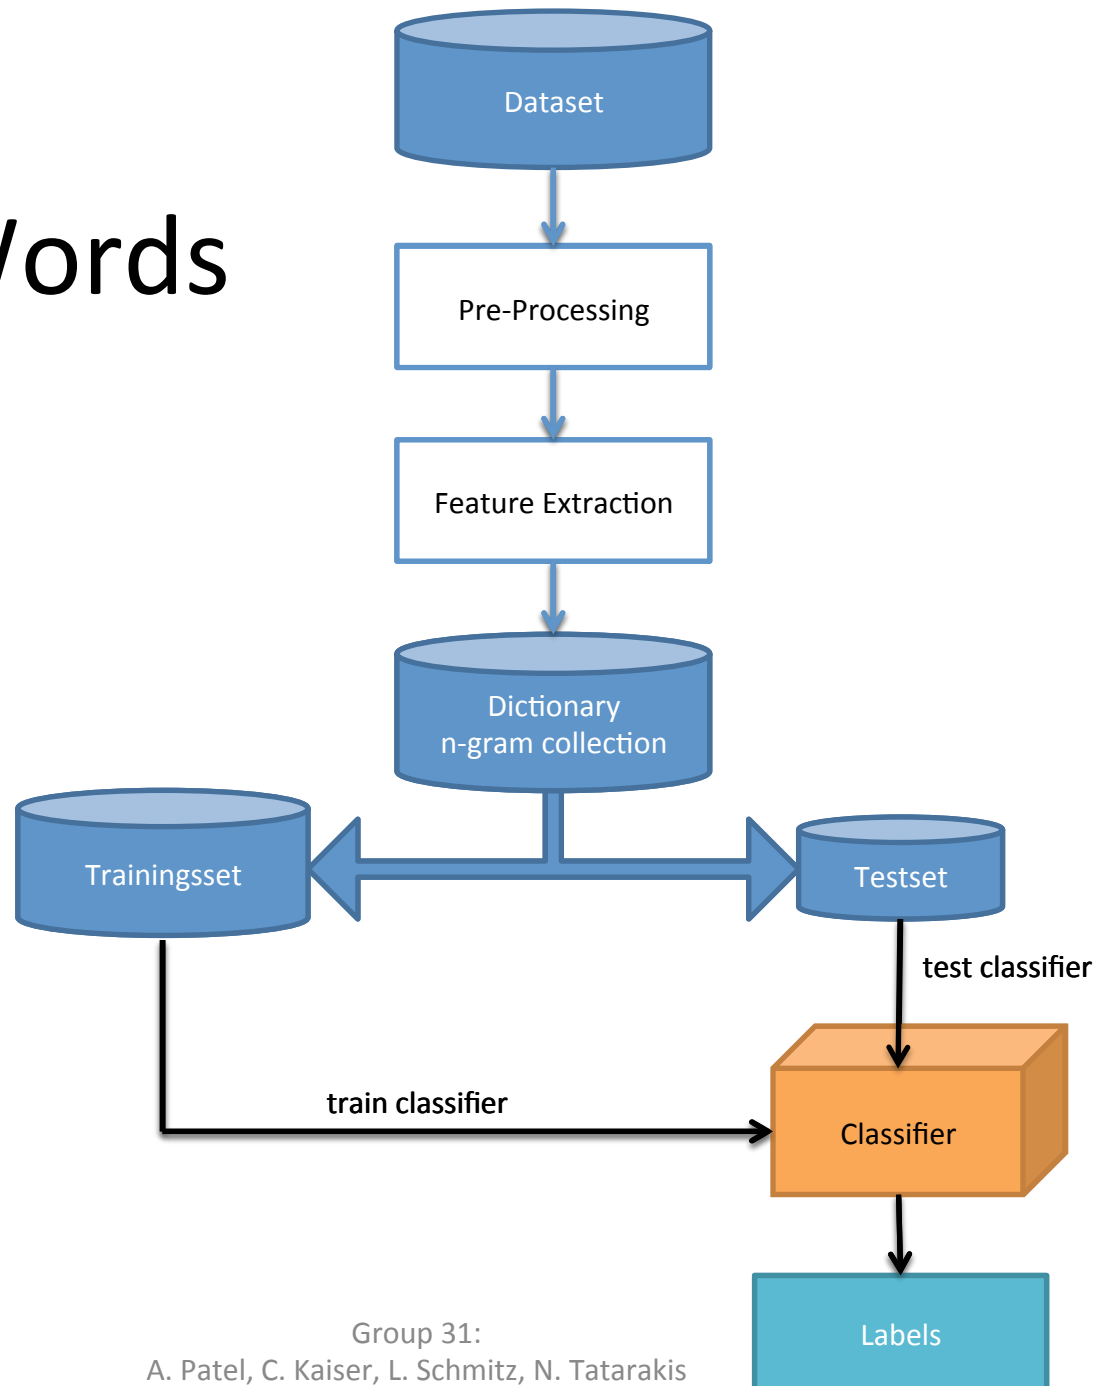 Dataset
Words
Pre-Processing
Feature Extraction
Dictionary
n-gram collection
Trainingsset
Testset
test classifier
train classifier
Classifier
Labels
Group 31:
A. Patel, C. Kaiser, L. Schmitz, N. Tatarakis